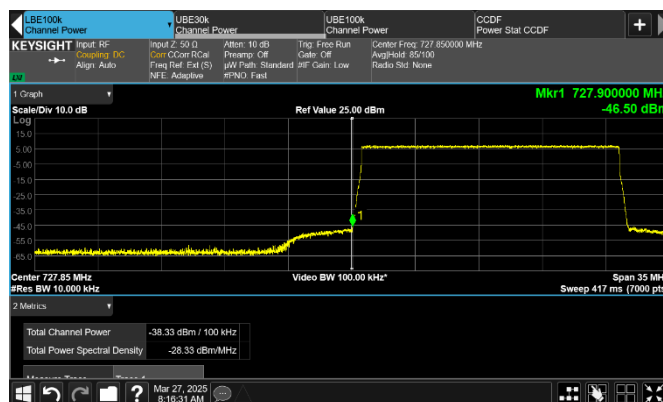 LBE100k
Channel Power
UBE30k
Channel Power
UBE100k
Channel Power
CCDF
Power Stat CCDF
+
KEYSIGHT
Input: RF
Coupling: DC
Align: Auto
Input Z: 50 Ω
Corr CCorr RCal
Freq Ref: Ext (S)
NFE: Adaptive
Atten: 10 dB
Preamp: Off
µW Path: Standard
#PNO: Fast
Trig: Free Run
Gate: Off
#IF Gain: Low
Center Freq: 727.850000 MHz
Avg|Hold: 85/100
Radio Std: None
1 Graph
Scale/Div 10.0 dB
Ref Value 25.00 dBm
Mkr1 727.900000 MH
-46.50 dBm
Log
15.0
5.00
-5.00
-15.0
-25.0
-35.0
-45.0
-55.0
-65.0
1
Center 727.85 MHz
#Res BW 10.000 kHz
Video BW 100.00 kHz*
Span 35 MH
Sweep 417 ms (7000 pts
2 Metrics
Total Channel Power -38.33 dBm / 100 kHz
Total Power Spectral Density -28.33 dBm/MHz
?
Mar 27, 2025
8:16:31 AM